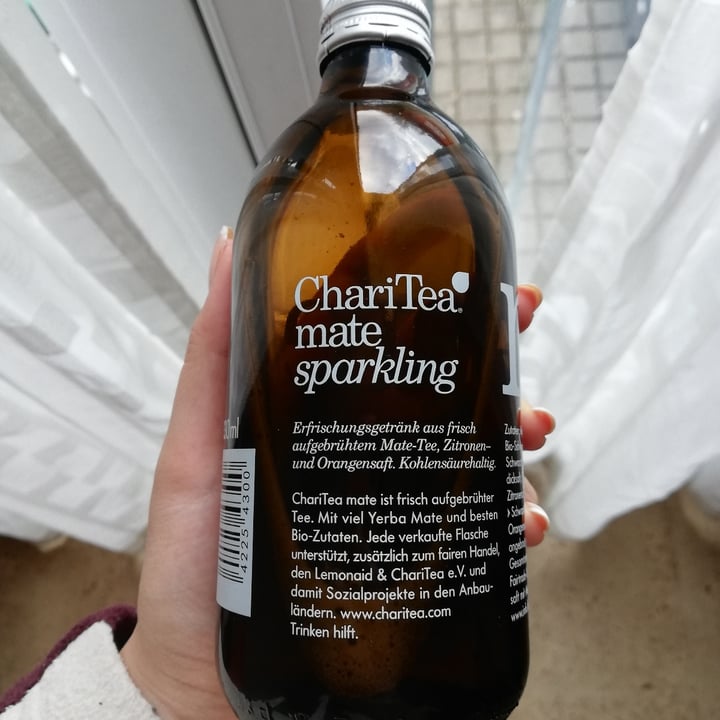 ChariTea
mate
sparkling
Erfrischungsgetränk aus frisch
aufgebrühtem Mate-Tee, Zitronen-
und Orangensaft. Kohlensäurehaltig.
ChariTea mate ist frisch aufgebrühter
Tee. Mit viel Yerba Mate und besten
Bio-Zutaten. Jede verkaufte Flasche
unterstützt, zusätzlich zum fairen Handel,
den Lemonaid & ChariTea e.V. und
damit Sozialprojekte in den Anbau-
ländern. www.charitea.com
Trinken hilft.
4225 4300